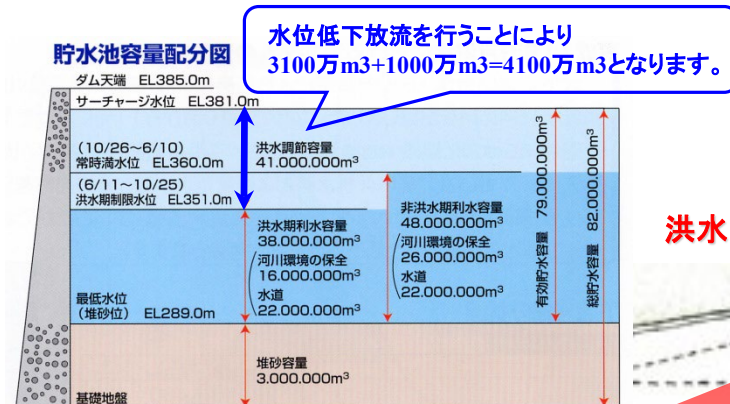 水位低下放流を行うことにより
3100万m3+1000万m3=4100万m3となります。
貯水池容量配分図
ダム天端 EL385.0m
サーチャージ水位 EL381.0m
(10/26～6/10)
常時満水位 EL360.0m
(6/11～10/25)
洪水期制限水位 EL351.0m
洪水調節容量
41.000.000m³
洪水期利水容量
38.000.000m³
河川環境の保全
16.000.000m³
水道
22.000.000m³
非洪水期利水容量
48.000.000m³
河川環境の保全
26.000.000m³
水道
22.000.000m³
有効貯水容量 79.000.000m³
総貯水容量 82.000.000m³
最低水位
(堆砂位) EL289.0m
堆砂容量
3.000.000m³
基礎地盤
洪水